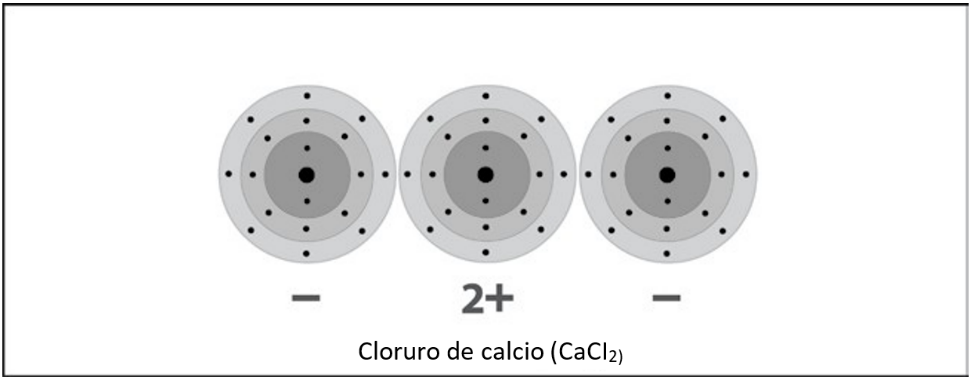 − 2+ −
Cloruro de calcio (CaCl₂)